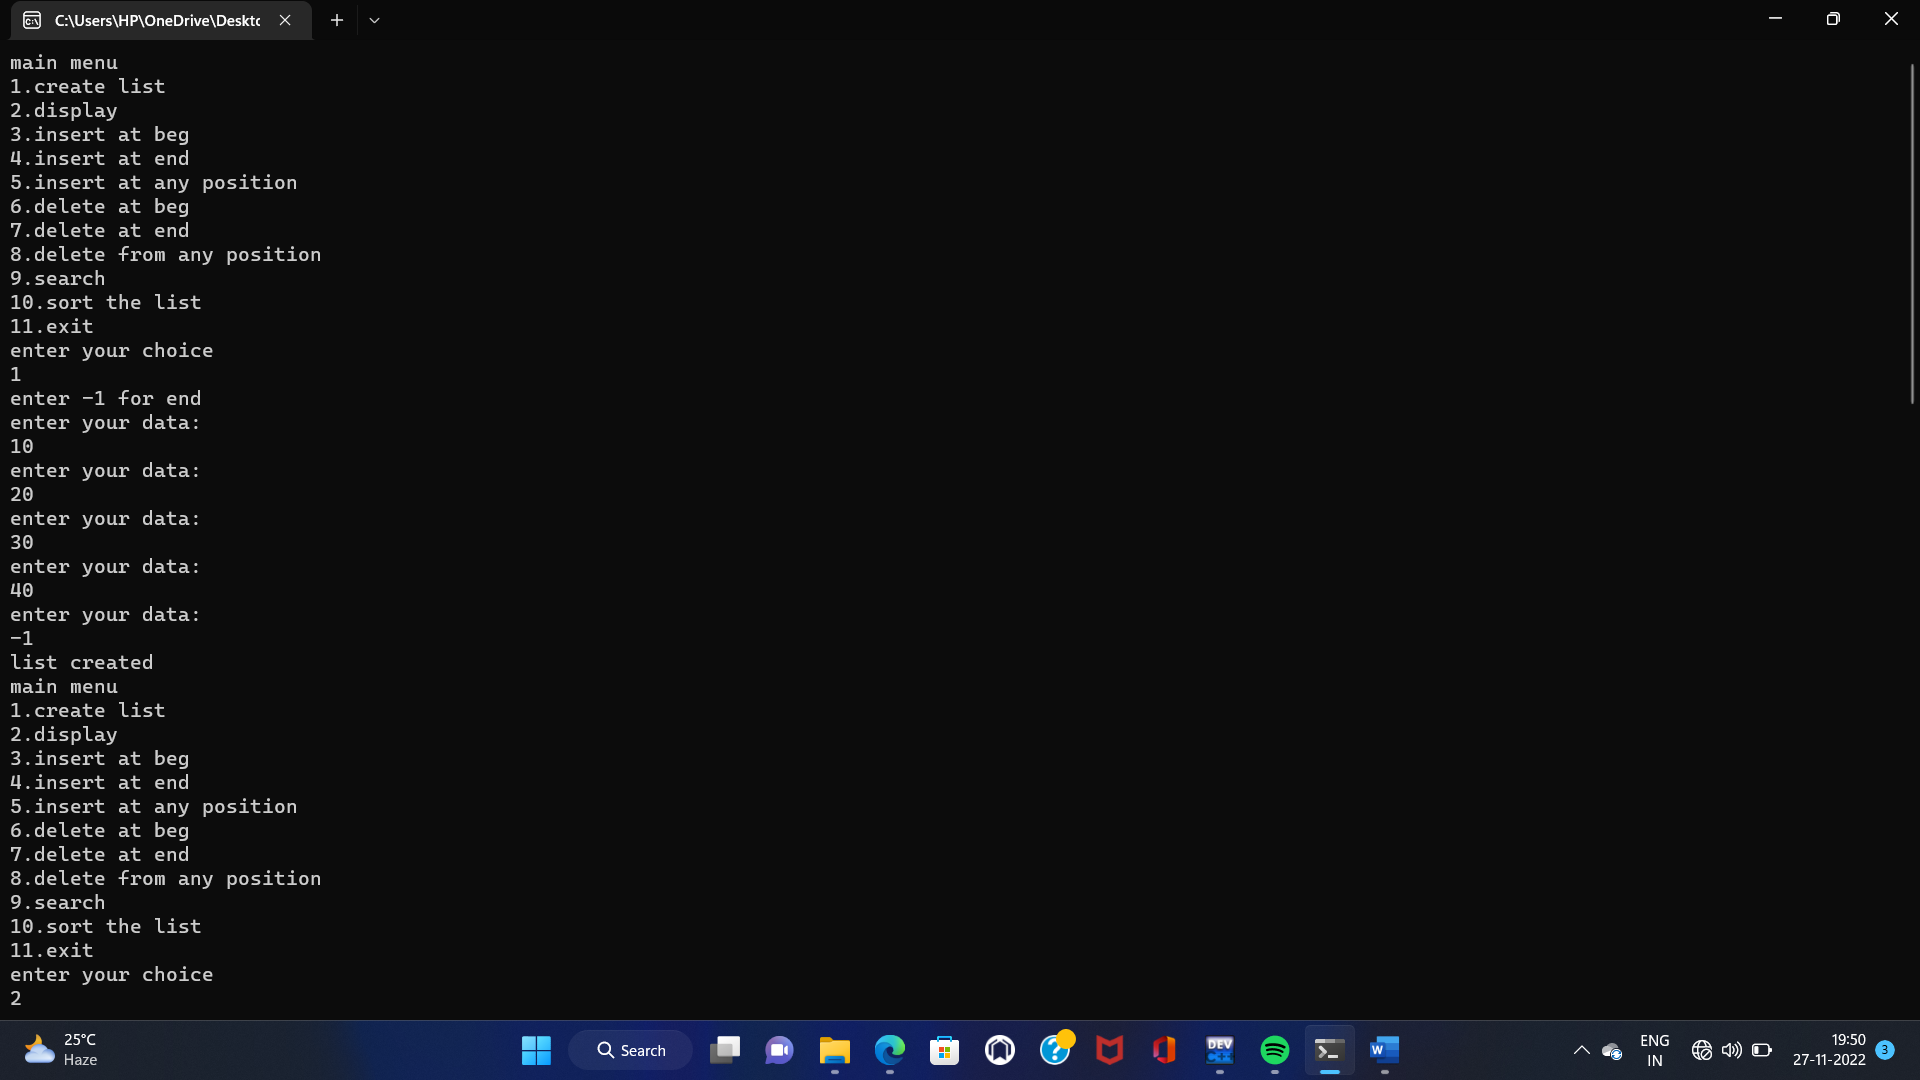 C:\Users\HP\OneDrive\Deskto
main menu
1.create list
2.display
3.insert at beg
4.insert at end
5.insert at any position
6.delete at beg
7.delete at end
8.delete from any position
9.search
10.sort the list
11.exit
enter your choice
1
enter -1 for end
enter your data:
10
enter your data:
20
enter your data:
30
enter your data:
40
enter your data:
-1
list created
main menu
1.create list
2.display
3.insert at beg
4.insert at end
5.insert at any position
6.delete at beg
7.delete at end
8.delete from any position
9.search
10.sort the list
11.exit
enter your choice
2
25°C
Haze
Search
DEV
C++
W
ENG
IN
19:50
27-11-2022
3